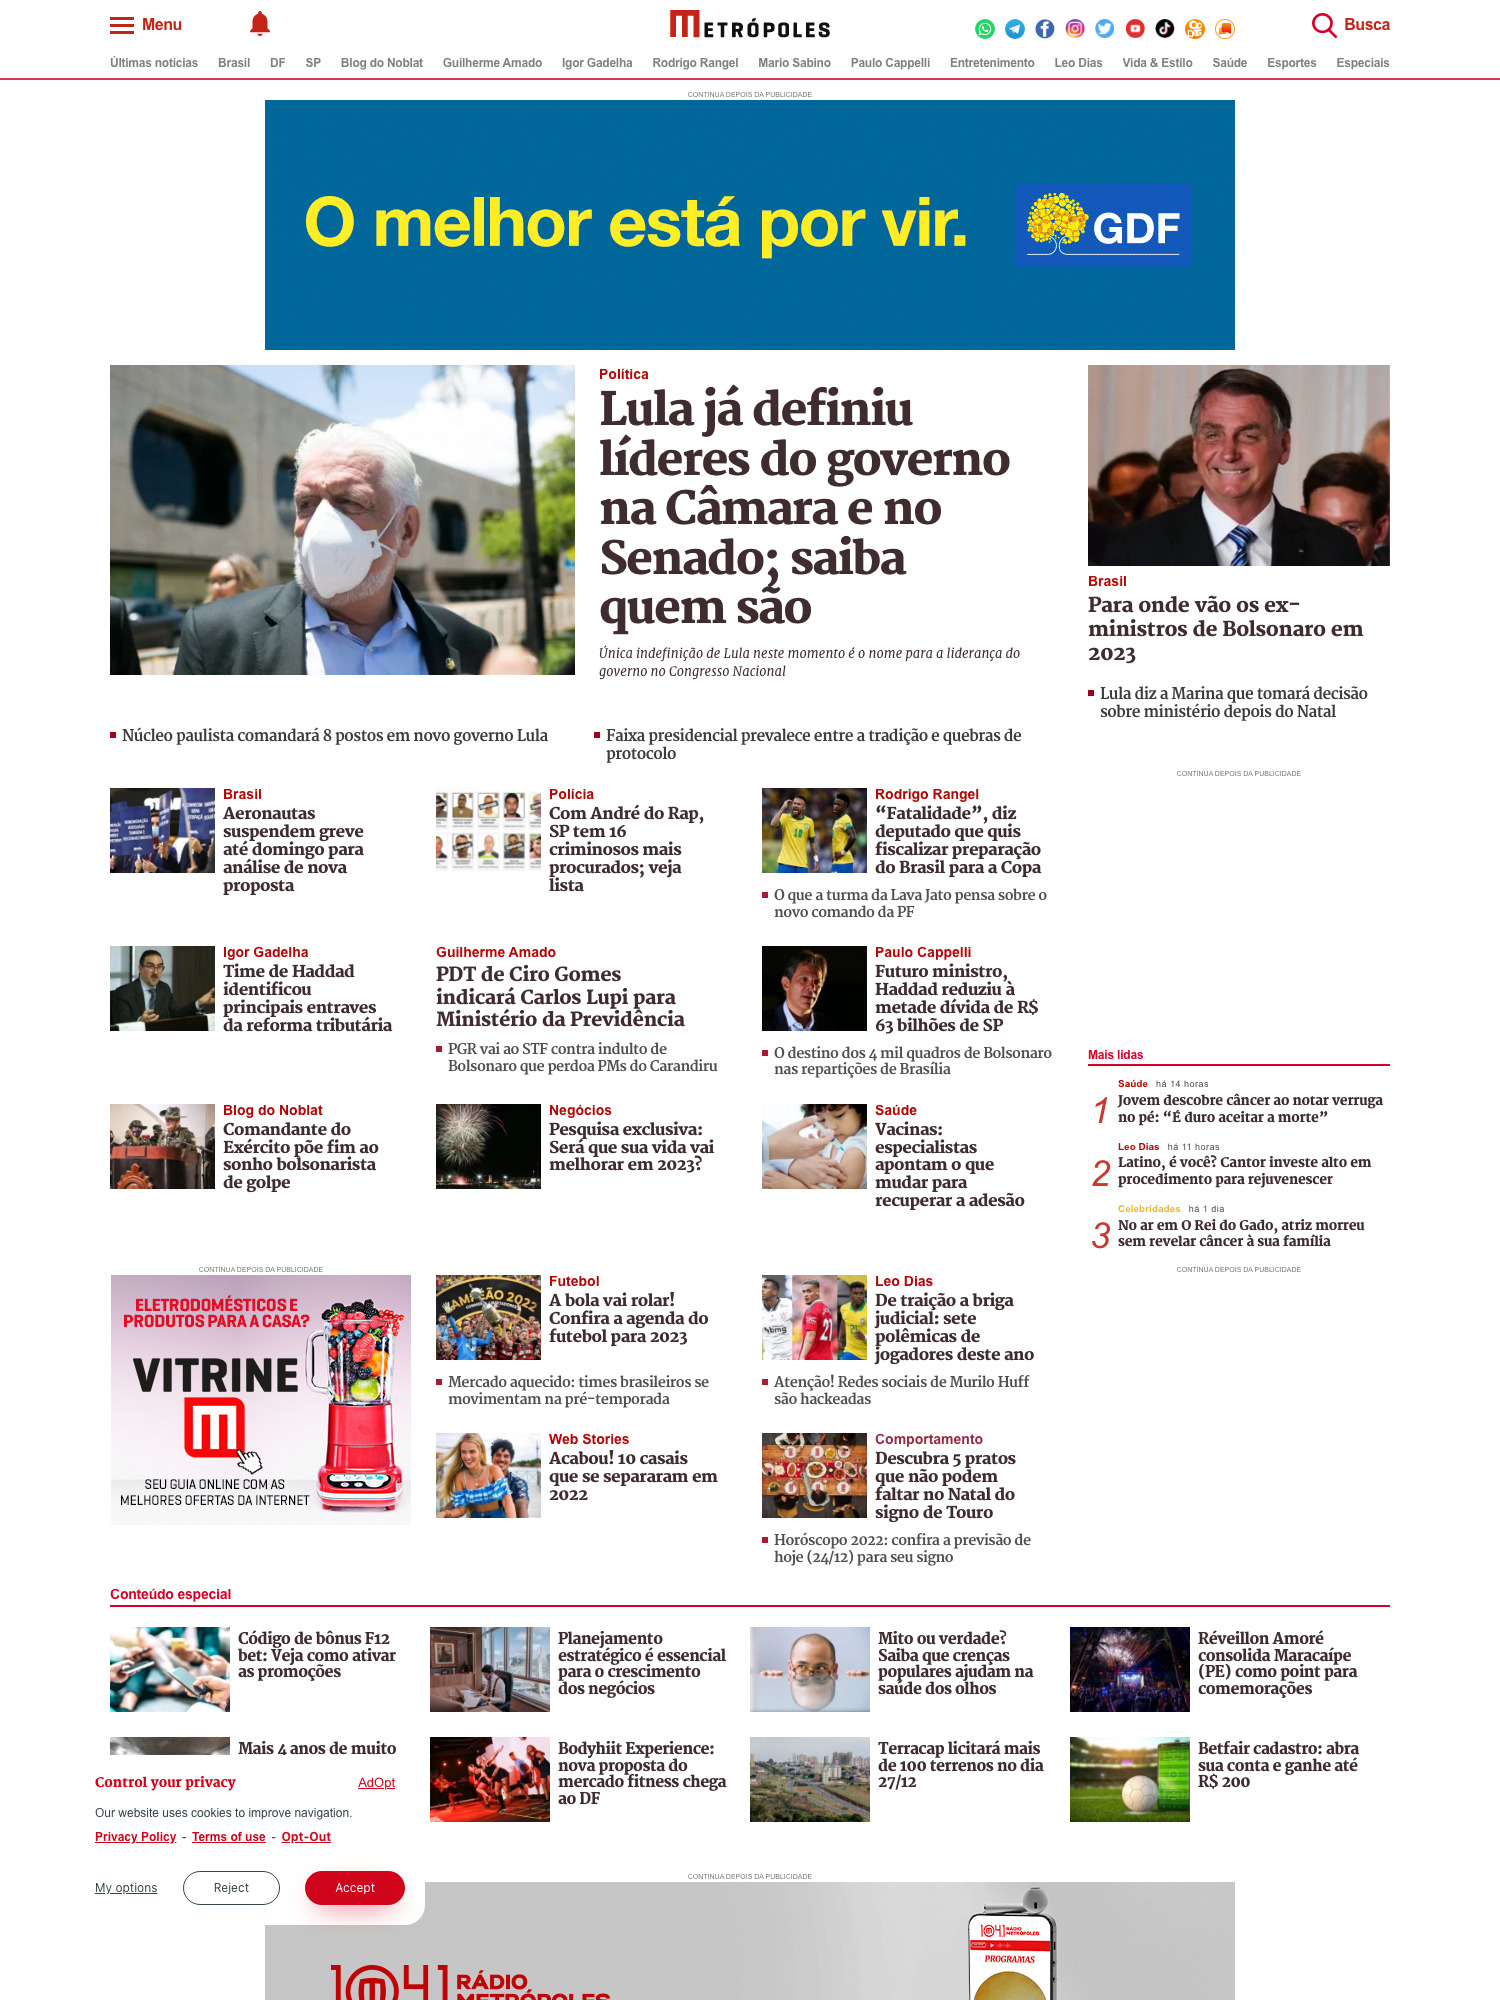 Menu
METRÓPOLES
Busca
Últimas notícias Brasil DF SP Blog do Noblat Guilherme Amado Igor Gadelha Rodrigo Rangel Mario Sabino Paulo Cappelli Entretenimento Leo Dias Vida & Estilo Saúde Esportes Especiais
CONTINUA DEPOIS DA PUBLICIDADE
O melhor está por vir.
GDF
Política
Lula já definiu
líderes do governo
na Câmara e no
Senado; saiba
quem são
Única indefinição de Lula neste momento é o nome para a liderança do
governo no Congresso Nacional
Brasil
Para onde vão os ex-
ministros de Bolsonaro em
2023
Lula diz a Marina que tomará decisão
sobre ministério depois do Natal
Núcleo paulista comandará 8 postos em novo governo Lula
Faixa presidencial prevalece entre a tradição e quebras de
protocolo
CONTINUA DEPOIS DA PUBLICIDADE
Brasil
Aeronautas
suspendem greve
até domingo para
análise de nova
proposta
Polícia
Com André do Rap,
SP tem 16
criminosos mais
procurados; veja
lista
Rodrigo Rangel
“Fatalidade”, diz
deputado que quis
fiscalizar preparação
do Brasil para a Copa
O que a turma da Lava Jato pensa sobre o
novo comando da PF
Igor Gadelha
Time de Haddad
identificou
principais entraves
da reforma tributária
Guilherme Amado
PDT de Ciro Gomes
indicará Carlos Lupi para
Ministério da Previdência
PGR vai ao STF contra indulto de
Bolsonaro que perdoa PMs do Carandiru
Paulo Cappelli
Futuro ministro,
Haddad reduziu à
metade dívida de R$
63 bilhões de SP
O destino dos 4 mil quadros de Bolsonaro
nas repartições de Brasília
Blog do Noblat
Comandante do
Exército põe fim ao
sonho bolsonarista
de golpe
Negócios
Pesquisa exclusiva:
Será que sua vida vai
melhorar em 2023?
Saúde
Vacinas:
especialistas
apontam o que
mudar para
recuperar a adesão
Mais lidas
1
Saúde há 14 horas
Jovem descobre câncer ao notar verruga
no pé: “É duro aceitar a morte”
2
Leo Dias há 11 horas
Latino, é você? Cantor investe alto em
procedimento para rejuvenescer
3
Celebridades há 1 dia
No ar em O Rei do Gado, atriz morreu
sem revelar câncer à sua família
CONTINUA DEPOIS DA PUBLICIDADE
CONTINUA DEPOIS DA PUBLICIDADE
ELETRODOMÉSTICOS E
PRODUTOS PARA A CASA?
VITRINE
SEU GUIA ONLINE COM AS
MELHORES OFERTAS DA INTERNET
Futebol
A bola vai rolar!
Confira a agenda do
futebol para 2023
Mercado aquecido: times brasileiros se
movimentam na pré-temporada
Leo Dias
De traição a briga
judicial: sete
polêmicas de
jogadores deste ano
Atenção! Redes sociais de Murilo Huff
são hackeadas
Web Stories
Acabou! 10 casais
que se separaram em
2022
Comportamento
Descubra 5 pratos
que não podem
faltar no Natal do
signo de Touro
Horóscopo 2022: confira a previsão de
hoje (24/12) para seu signo
Conteúdo especial
Código de bônus F12
bet: Veja como ativar
as promoções
Planejamento
estratégico é essencial
para o crescimento
dos negócios
Mito ou verdade?
Saiba que crenças
populares ajudam na
saúde dos olhos
Réveillon Amoré
consolida Maracaípe
(PE) como point para
comemorações
Mais 4 anos de muito
Bodyhiit Experience:
nova proposta do
mercado fitness chega
ao DF
Terracap licitará mais
de 100 terrenos no dia
27/12
Betfair cadastro: abra
sua conta e ganhe até
R$ 200
Control your privacy
AdOpt
Our website uses cookies to improve navigation.
Privacy Policy - Terms of use - Opt-Out
My options
Reject
Accept
CONTINUA DEPOIS DA PUBLICIDADE
104.1 RÁDIO
METRÓPOLES
RÁDIO
METRÓPOLES
PROGRAMAS